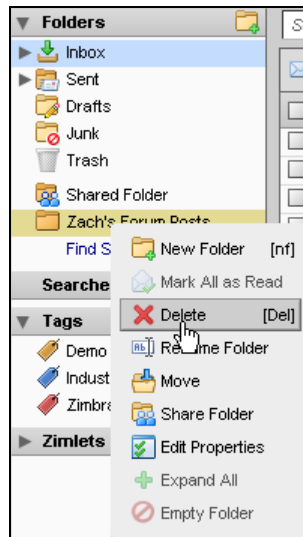 Folders
S
Inbox
Sent
Drafts
Junk
Trash
Shared Folder
Zach's Forum Posts
Find S
New Folder [nf]
Searche
Mark All as Read
Tags
Delete [Del]
Demo
Rename Folder
Indust
Move
Zimbra
Share Folder
Zimlets
Edit Properties
Expand All
Empty Folder